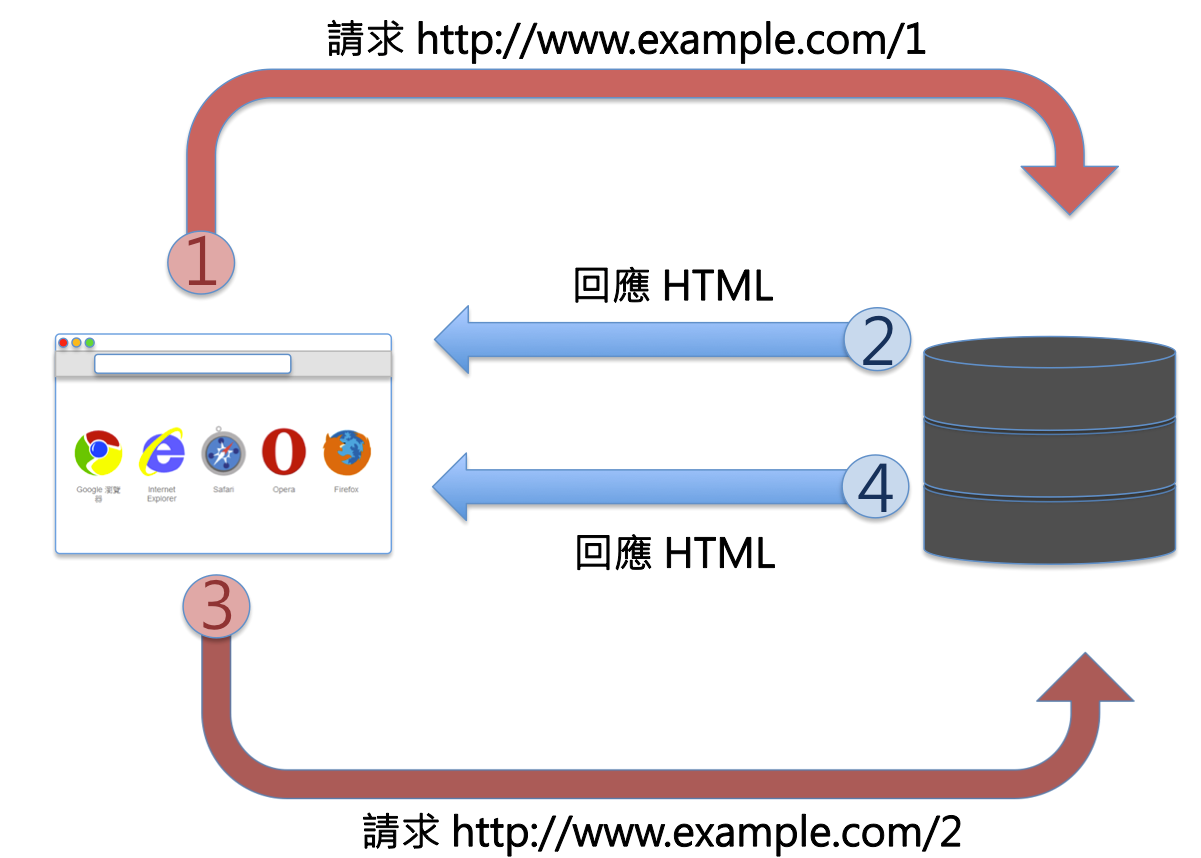 請求 http://www.example.com/1
1
回應 HTML
2
Google 瀏覽
器
Internet
Explorer
Safari
Opera
Firefox
4
回應 HTML
3
請求 http://www.example.com/2